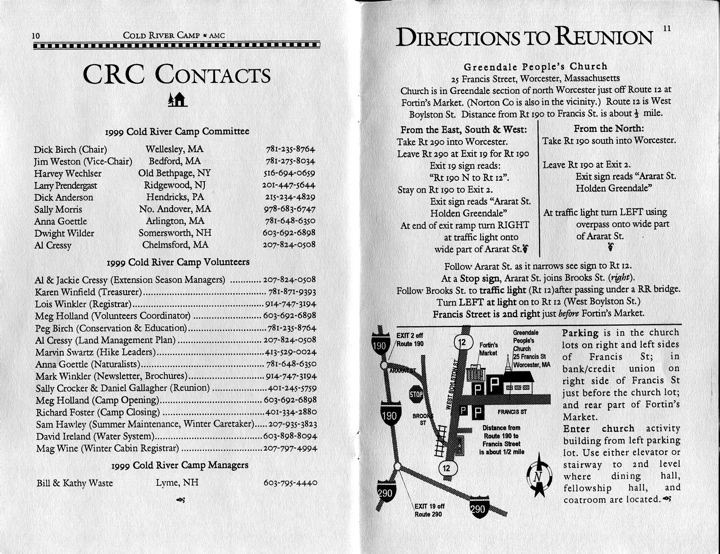 10
COLD RIVER CAMP ▪ AMC
CRC CONTACTS
1999 Cold River Camp Committee
Dick Birch (Chair) Wellesley, MA 781-235-8764
Jim Weston (Vice-Chair) Bedford, MA 781-275-8034
Harvey Wechlser Old Bethpage, NY 516-694-0659
Larry Prendergast Ridgewood, NJ 201-447-5644
Dick Anderson Hendricks, PA 215-234-4829
Sally Morris No. Andover, MA 978-683-6747
Anna Goettle Arlington, MA 781-648-6350
Dwight Wilder Somersworth, NH 603-692-6898
Al Cressy Chelmsford, MA 207-824-0508
1999 Cold River Camp Volunteers
Al & Jackie Cressy (Extension Season Managers) ............207-824-0508
Karen Winfield (Treasurer)..............................781-871-9393
Lois Winkler (Registrar)................................914-747-3194
Meg Holland (Volunteers Coordinator) ....................603-692-6898
Peg Birch (Conservation & Education).....................781-235-8764
Al Cressy (Land Management Plan) ........................207-824-0508
Marvin Swartz (Hike Leaders).............................413-529-0024
Anna Goettle (Naturalists)...............................781-648-6350
Mark Winkler (Newsletter, Brochures) ....................914-747-3194
Sally Crocker & Daniel Gallagher (Reunion) ..............401-245-5759
Meg Holland (Camp Opening)...............................603-692-6898
Richard Foster (Camp Closing) ...........................401-334-2880
Sam Hawley (Summer Maintenance, Winter Caretaker).....207-935-3823
David Ireland (Water System).............................603-898-8094
Mag Wine (Winter Cabin Registrar) .......................207-797-4994
1999 Cold River Camp Managers
Bill & Kathy Waste Lyme, NH 603-795-4440
11
DIRECTIONS TO REUNION
Greendale People's Church
25 Francis Street, Worcester, Massachusetts
Church is in Greendale section of north Worcester just off Route 12 at
Fortin's Market. (Norton Co is also in the vicinity.) Route 12 is West
Boylston St. Distance from Rt 190 to Francis St. is about ½ mile.
From the East, South & West:
Take Rt 290 into Worcester.
Leave Rt 290 at Exit 19 for Rt 190
Exit 19 sign reads:
"Rt 190 N to Rt 12".
Stay on Rt 190 to Exit 2.
Exit sign reads "Ararat St.
Holden Greendale"
At end of exit ramp turn RIGHT
at traffic light onto
wide part of Ararat St.
From the North:
Take Rt 190 south into Worcester.
Leave Rt 190 at Exit 2.
Exit sign reads "Ararat St.
Holden Greendale"
At traffic light turn LEFT using
overpass onto wide part
of Ararat St.
Follow Ararat St. as it narrows see sign to Rt 12.
At a Stop sign, Ararat St. joins Brooks St. (right).
Follow Brooks St. to traffic light (Rt 12)after passing under a RR bridge.
Turn LEFT at light on to Rt 12 (West Boylston St.)
Francis Street is 2nd right just before Fortin's Market.
EXIT 2 off
Route 190
190
12
Fortin's
Market
Greendale
People's
Church
25 Francis St
Worcester, MA
ARARAT ST
STOP
WEST BOYLSTON ST
P
P
P
P
FRANCIS ST
BROOKS
ST
190
Distance from
Route 190 to
Francis Street
is about 1/2 mile
12
N
290
EXIT 19 off
Route 290
290
Parking is in the church
lots on right and left sides
of Francis St; in
bank/credit union on
right side of Francis St
just before the church lot;
and rear part of Fortin's
Market.
Enter church activity
building from left parking
lot. Use either elevator or
stairway to 2nd level
where dining hall,
fellowship hall, and
coatroom are located.